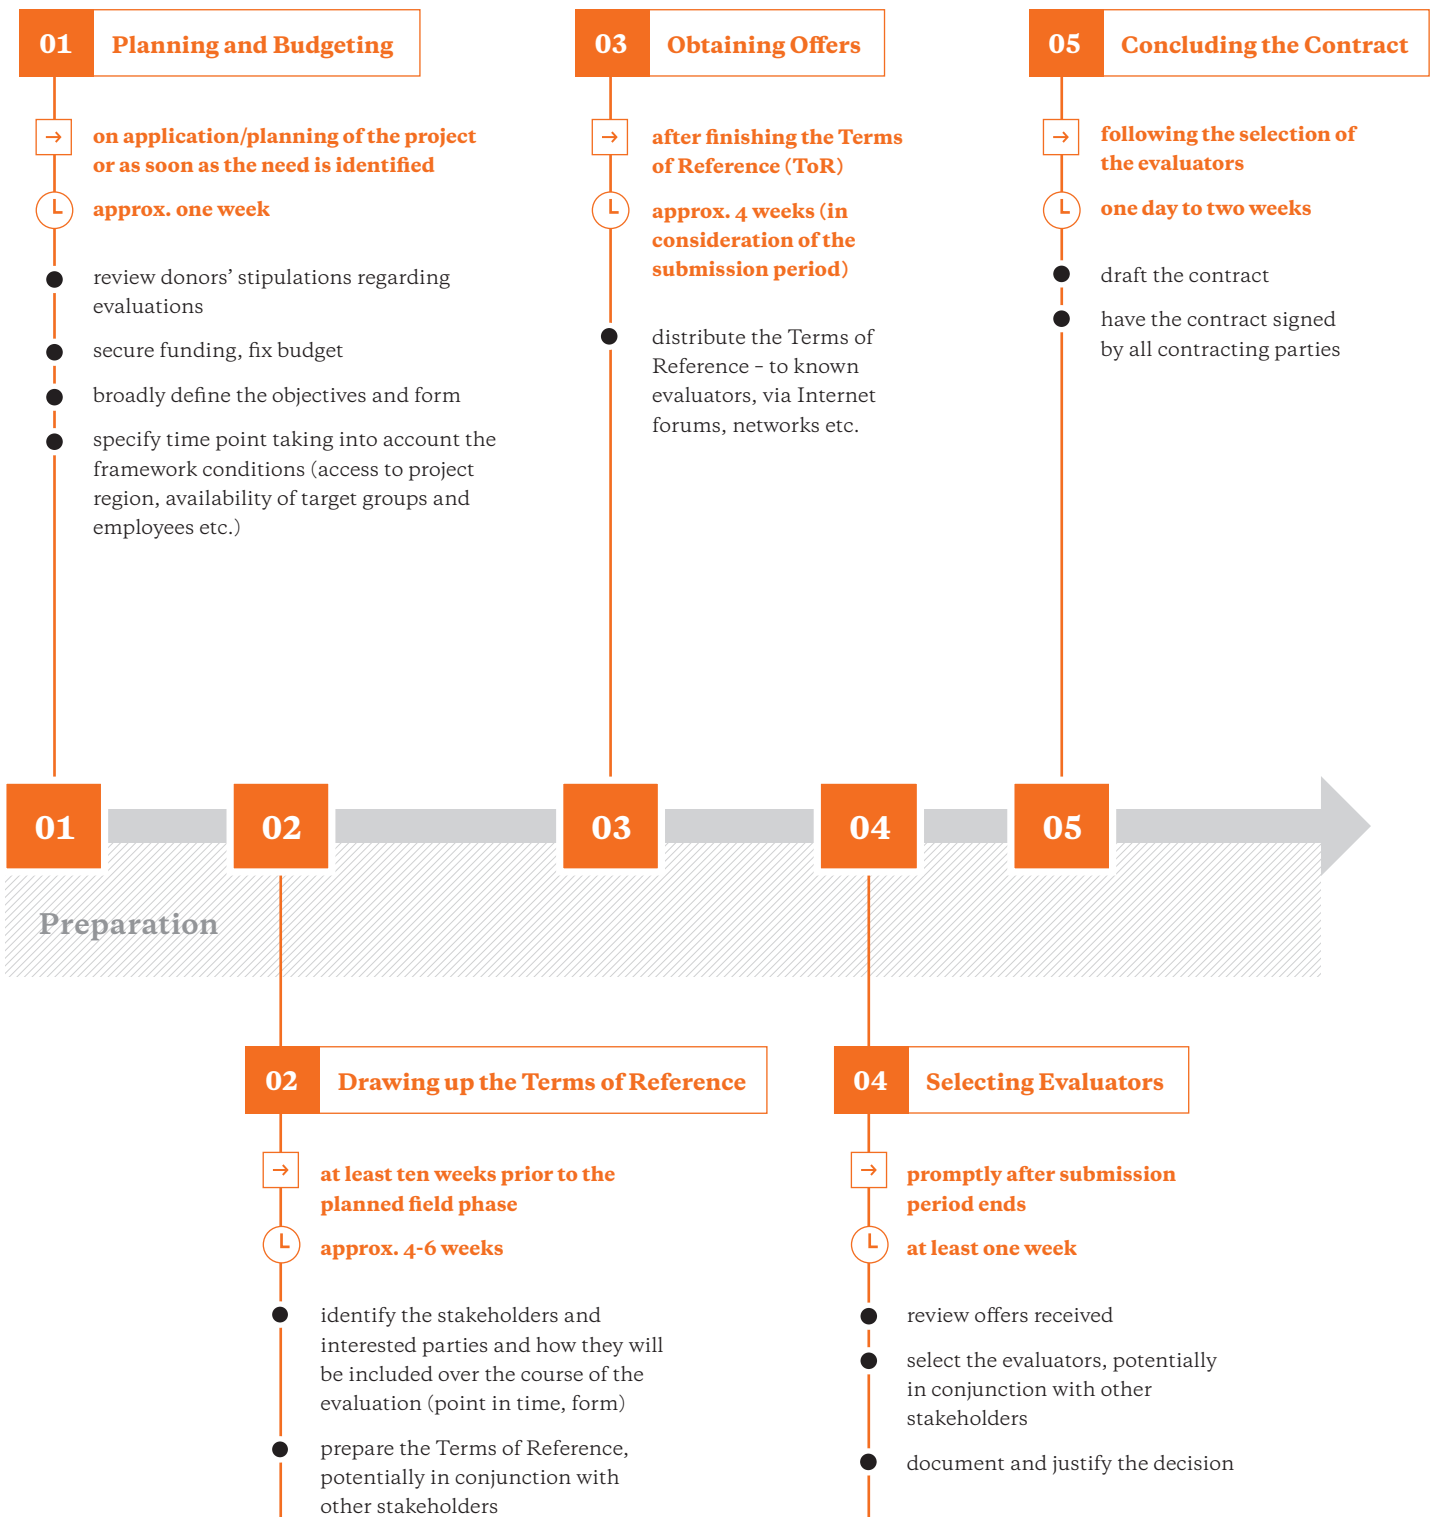 01 Planning and Budgeting
on application/planning of the project
or as soon as the need is identified
approx. one week
review donors’ stipulations regarding
evaluations
secure funding, fix budget
broadly define the objectives and form
specify time point taking into account the
framework conditions (access to project
region, availability of target groups and
employees etc.)
03 Obtaining Offers
after finishing the Terms
of Reference (ToR)
approx. 4 weeks (in
consideration of the
submission period)
distribute the Terms of
Reference – to known
evaluators, via Internet
forums, networks etc.
05 Concluding the Contract
following the selection of
the evaluators
one day to two weeks
draft the contract
have the contract signed
by all contracting parties
01 02 03 04 05
Preparation
02 Drawing up the Terms of Reference
at least ten weeks prior to the
planned field phase
approx. 4-6 weeks
identify the stakeholders and
interested parties and how they will
be included over the course of the
evaluation (point in time, form)
prepare the Terms of Reference,
potentially in conjunction with
other stakeholders
04 Selecting Evaluators
promptly after submission
period ends
at least one week
review offers received
select the evaluators, potentially
in conjunction with other
stakeholders
document and justify the decision